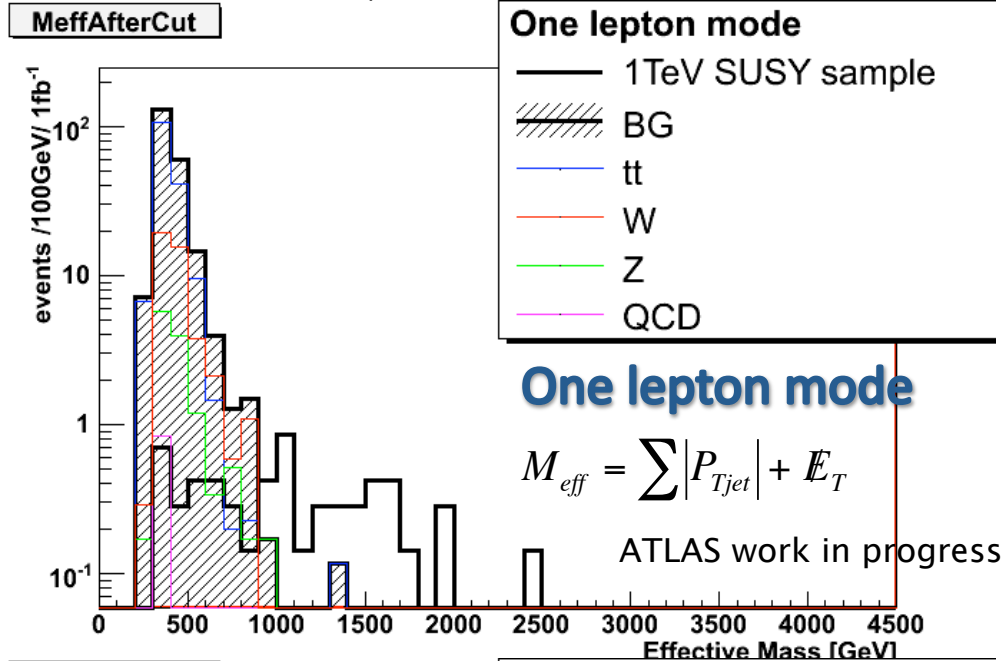 MeffAfterCut
One lepton mode
1TeV SUSY sample
BG
tt
W
Z
QCD
events /100GeV/ 1fb⁻¹
10²
10
1
10⁻¹
One lepton mode
M_eff = ∑|P_Tjet| + E̸_T
ATLAS work in progress
0 500 1000 1500 2000 2500 3000 3500 4000 4500
Effective Mass [GeV]